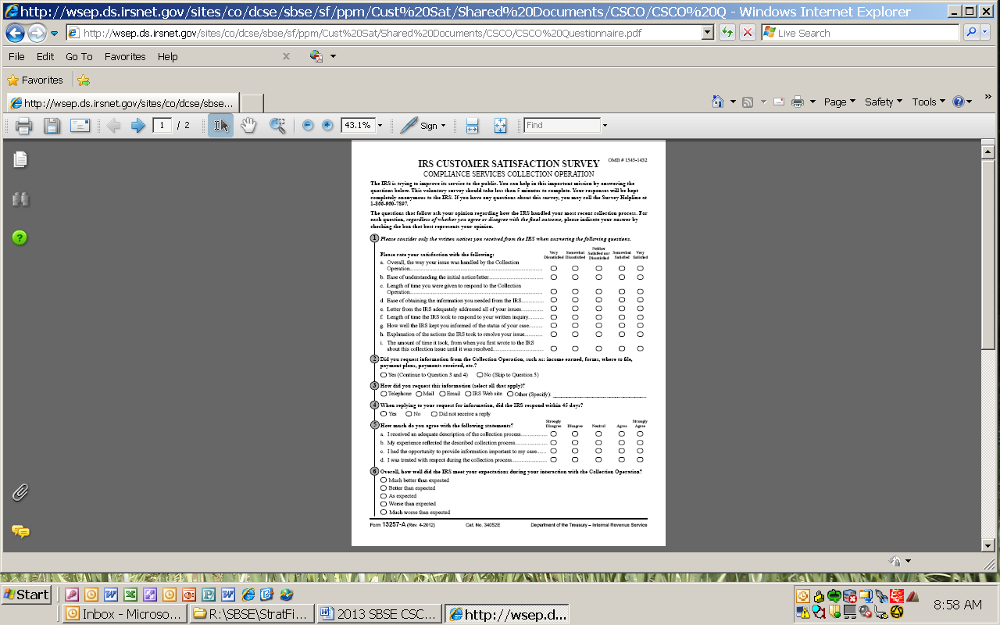 http://wsep.ds.irsnet.gov/sites/co/dcse/sbse/sf/ppm/Cust%20Sat/Shared%20Documents/CSCO/CSCO%20Q - Windows Internet Explorer
http://wsep.ds.irsnet.gov/sites/co/dcse/sbse/sf/ppm/Cust%20Sat/Shared%20Documents/CSCO/CSCO%20Questionnaire.pdf
Live Search
File Edit Go To Favorites Help
Favorites
http://wsep.ds.irsnet.gov/sites/co/dcse/sbse...
Page Safety Tools
1 / 2 43.1% Sign Find
OMB # 1545-1432
IRS CUSTOMER SATISFACTION SURVEY
COMPLIANCE SERVICES COLLECTION OPERATION
The IRS is trying to improve its service to the public. You can help in this important mission by answering the
questions below. This voluntary survey should take less than 5 minutes to complete. Your responses will be kept
completely anonymous to the IRS. If you have any questions about this survey, you may call the Survey Helpline at
1-866-960-7897.
The questions that follow ask your opinion regarding how the IRS handled your most recent collection process. For
each question, regardless of whether you agree or disagree with the final outcome, please indicate your answer by
checking the box that best represents your opinion.
1 Please consider only the written notices you received from the IRS when answering the following questions.
Please rate your satisfaction with the following:
Very Dissatisfied
Somewhat Dissatisfied
Neither Satisfied nor Dissatisfied
Somewhat Satisfied
Very Satisfied
a. Overall, the way your issue was handled by the Collection
Operation
b. Ease of understanding the initial notice/letter
c. Length of time you were given to respond to the Collection
Operation
d. Ease of obtaining the information you needed from the IRS
e. Letter from the IRS adequately addressed all of your issues
f. Length of time the IRS took to respond to your written inquiry
g. How well the IRS kept you informed of the status of your case
h. Explanation of the actions the IRS took to resolve your issue
i. The amount of time it took, from when you first wrote to the IRS
about this collection issue until it was resolved
2 Did you request information from the Collection Operation, such as: income earned, forms, where to file,
payment plans, payments received, etc.?
Yes (Continue to Question 3 and 4) No (Skip to Question 5)
3 How did you request this information (select all that apply)?
Telephone Mail Email IRS Web site Other (Specify):
4 When replying to your request for information, did the IRS respond within 45 days?
Yes No Did not receive a reply
5 How much do you agree with the following statements?
Strongly Disagree
Disagree
Neutral
Agree
Strongly Agree
a. I received an adequate description of the collection process
b. My experience reflected the described collection process
c. I had the opportunity to provide information important to my case
d. I was treated with respect during the collection process
6 Overall, how well did the IRS meet your expectations during your interaction with the Collection Operation?
Much better than expected
Better than expected
As expected
Worse than expected
Much worse than expected
Form 13257-A (Rev. 4-2012) Cat. No. 34052E Department of the Treasury – Internal Revenue Service
Start
Inbox - Microso... R:\SBSE\StratFi... 2013 SBSE CSC... http://wsep.d...
8:58 AM